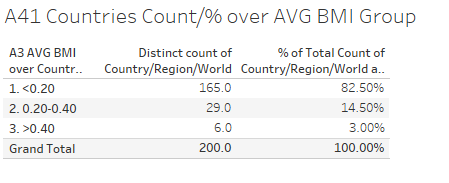 A41 Countries Count/% over AVG BMI Group
A3 AVG BMI Distinct count of % of Total Count of
over Countr.. Country/Region/World Country/Region/World a..
1. <0.20 165.0 82.50%
2. 0.20-0.40 29.0 14.50%
3. >0.40 6.0 3.00%
Grand Total 200.0 100.00%